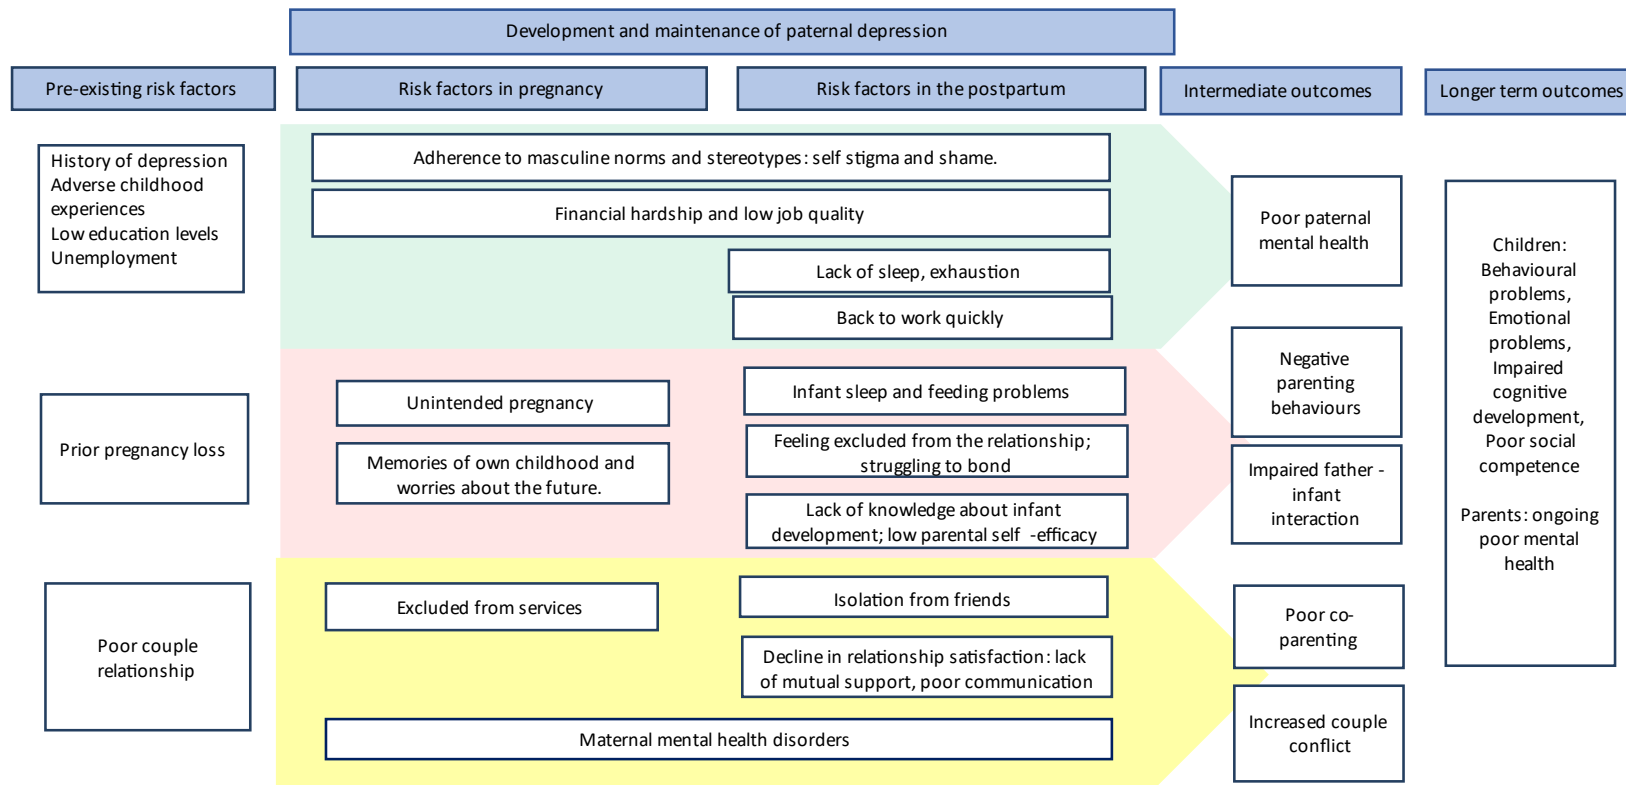 Development and maintenance of paternal depression
Pre-existing risk factors
Risk factors in pregnancy
Risk factors in the postpartum
Intermediate outcomes
Longer term outcomes
History of depression
Adverse childhood
experiences
Low education levels
Unemployment
Adherence to masculine norms and stereotypes: self stigma and shame.
Financial hardship and low job quality
Lack of sleep, exhaustion
Back to work quickly
Poor paternal
mental health
Prior pregnancy loss
Unintended pregnancy
Memories of own childhood and
worries about the future.
Infant sleep and feeding problems
Feeling excluded from the relationship;
struggling to bond
Lack of knowledge about infant
development; low parental self -efficacy
Negative
parenting
behaviours
Impaired father -
infant
interaction
Poor couple
relationship
Excluded from services
Isolation from friends
Decline in relationship satisfaction: lack
of mutual support, poor communication
Maternal mental health disorders
Poor co-
parenting
Increased couple
conflict
Children:
Behavioural
problems,
Emotional
problems,
Impaired
cognitive
development,
Poor social
competence
Parents: ongoing
poor mental
health